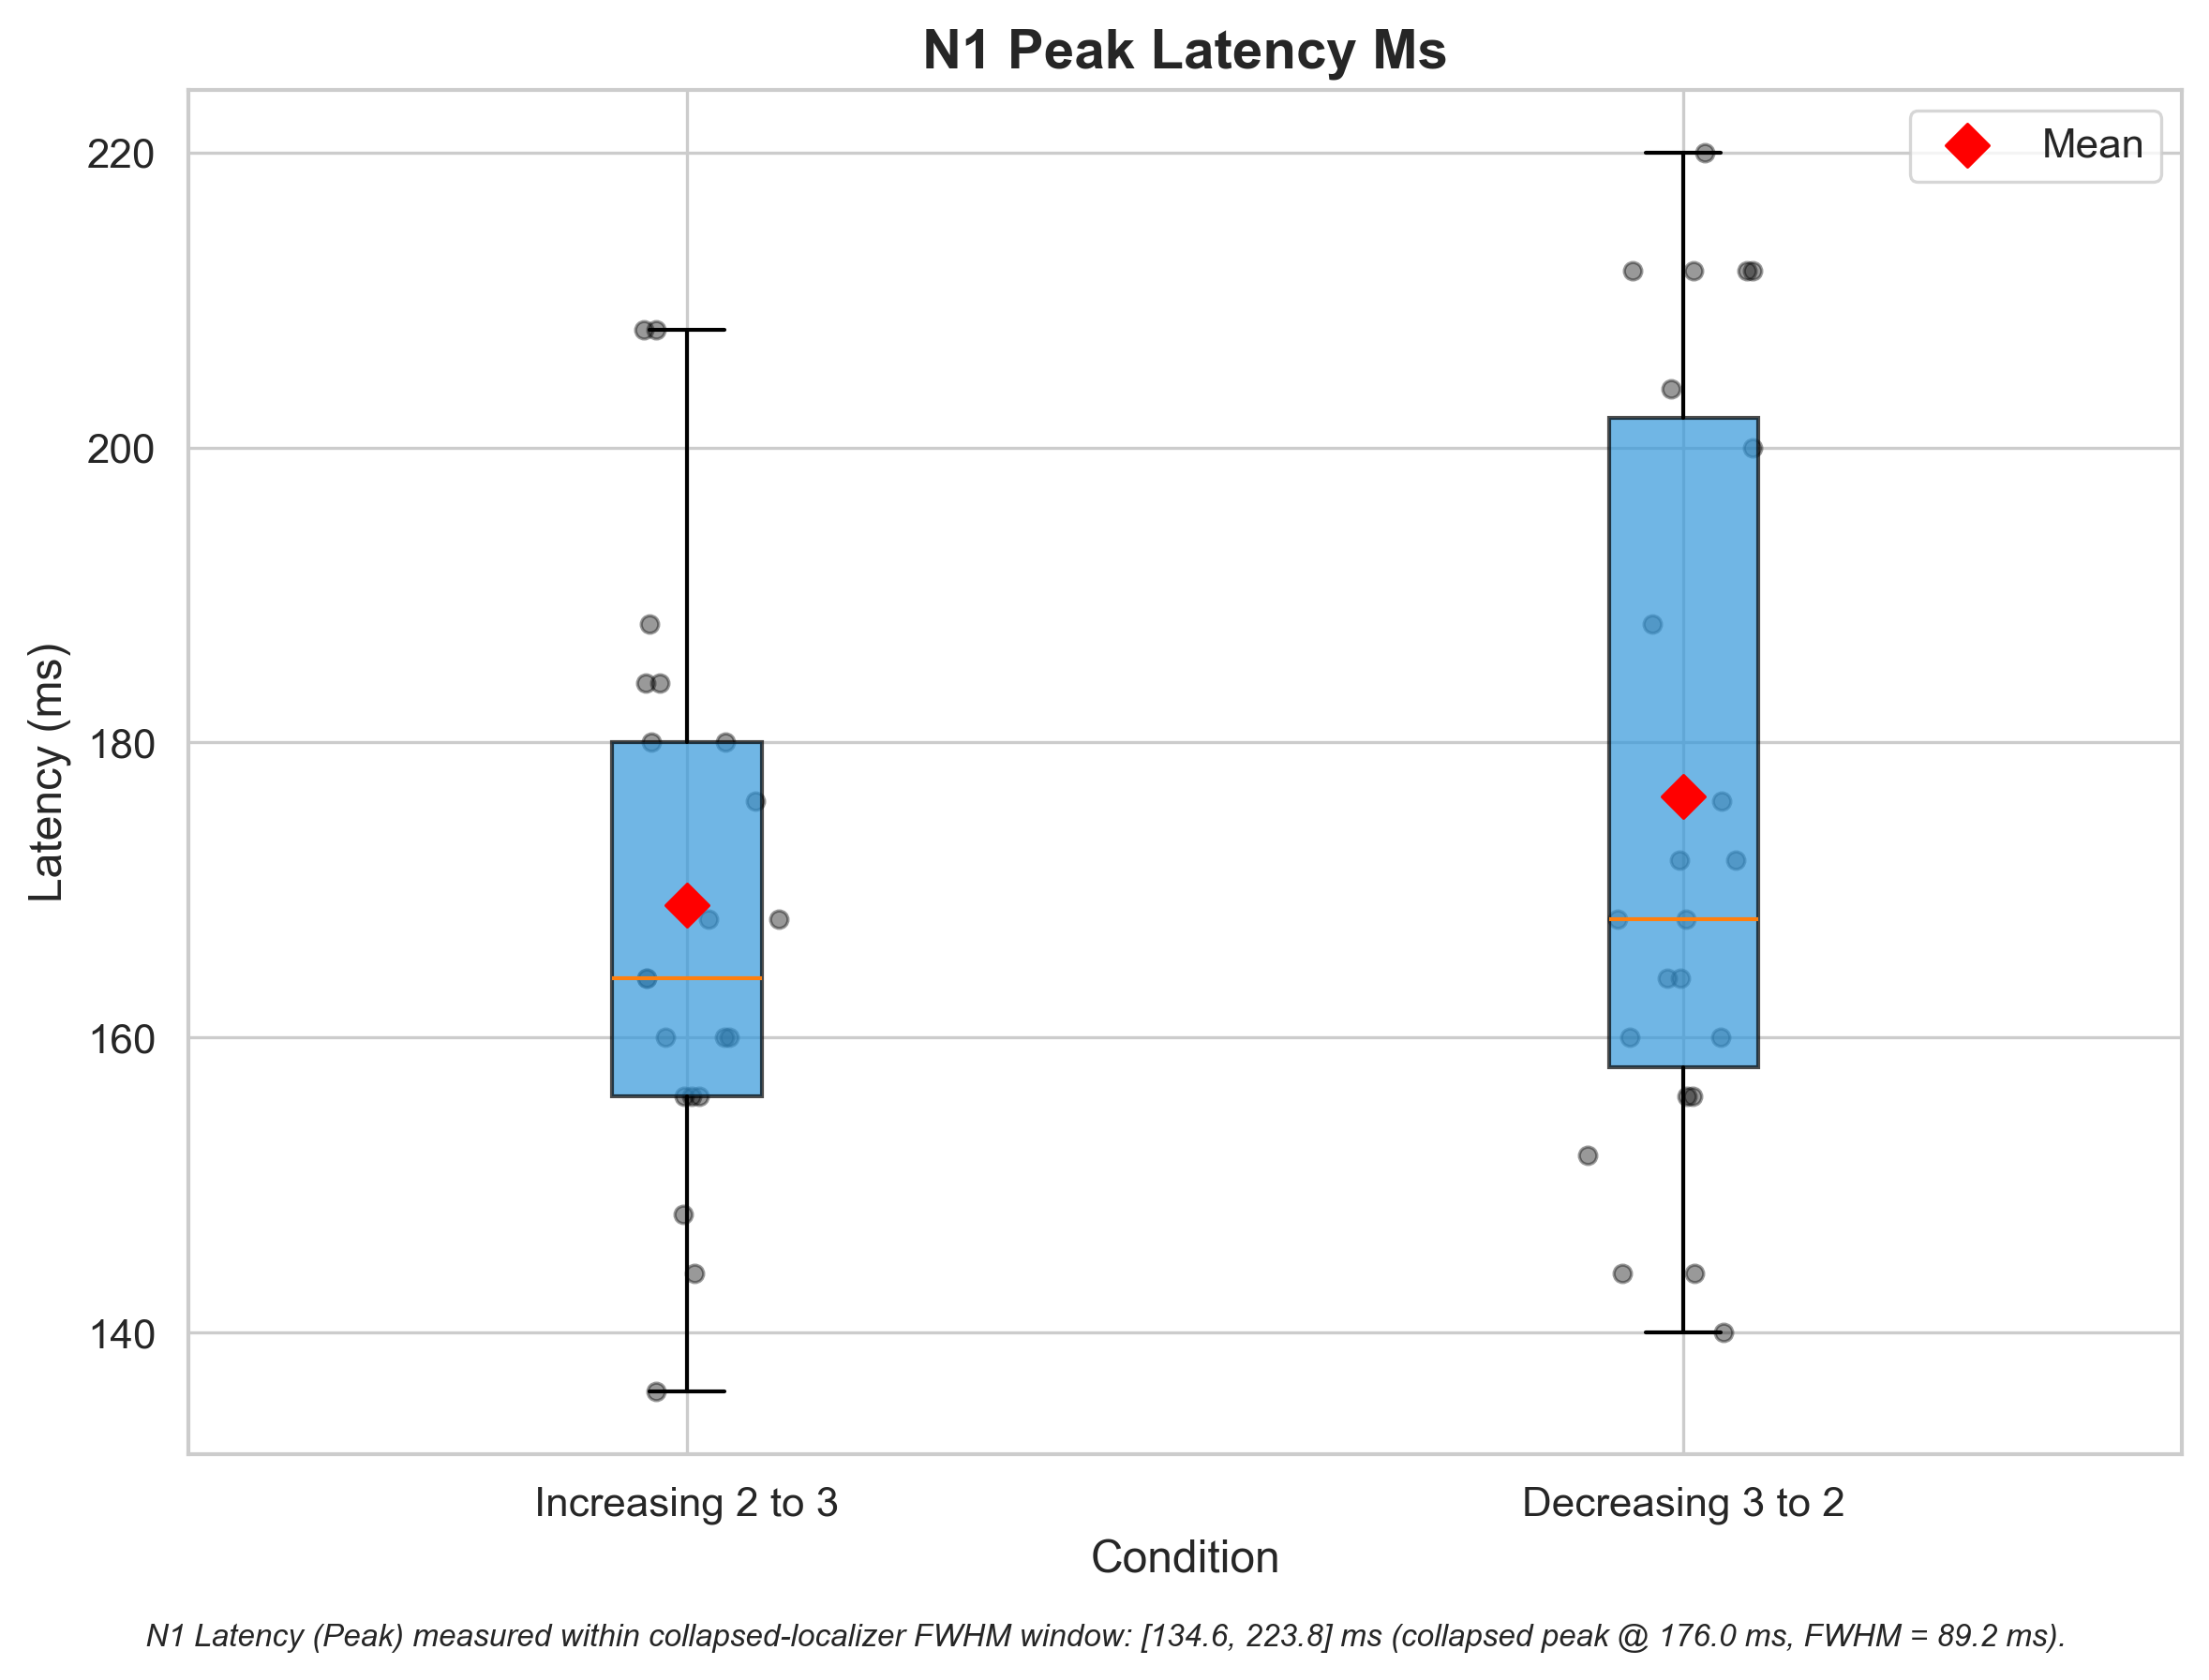 N1 Peak Latency Ms
Mean
220
200
180
160
140
Latency (ms)
Increasing 2 to 3
Decreasing 3 to 2
Condition
N1 Latency (Peak) measured within collapsed-localizer FWHM window: [134.6, 223.8] ms (collapsed peak @ 176.0 ms, FWHM = 89.2 ms).